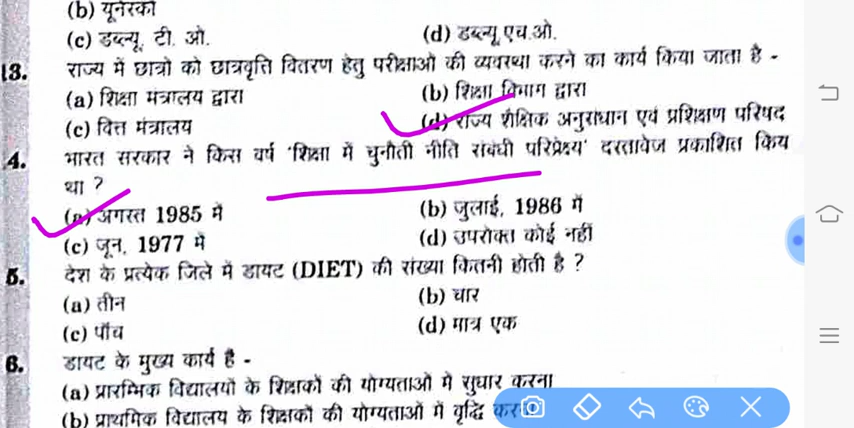 (b) यूनेस्को
(c) डब्ल्यू. टी. ओ. (d) डब्ल्यू.एच.ओ.
13. राज्य में छात्रो को छात्रवृत्ति वितरण हेतु परीक्षाओ की व्यवस्था करने का कार्य किया जाता है -
(a) शिक्षा मंत्रालय द्वारा (b) शिक्षा विभाग द्वारा
(c) वित्त मंत्रालय (d) राज्य शैक्षिक अनुसंधान एवं प्रशिक्षण परिषद
4. भारत सरकार ने किस वर्ष 'शिक्षा में चुनौती नीति संबंधी परिप्रेक्ष्य' दस्तावेज प्रकाशित किय
था ?
(a) अगस्त 1985 में (b) जुलाई, 1986 में
(c) जून, 1977 में (d) उपरोक्त कोई नहीं
5. देश के प्रत्येक जिले में डायट (DIET) की संख्या कितनी होती है ?
(a) तीन (b) चार
(c) पाँच (d) मात्र एक
6. डायट के मुख्य कार्य है -
(a) प्रारम्भिक विद्यालयों के शिक्षकों की योग्यताओं मे सुधार करना
(b) प्राथमिक विद्यालय के शिक्षकों की योग्यताओं में वृद्धि